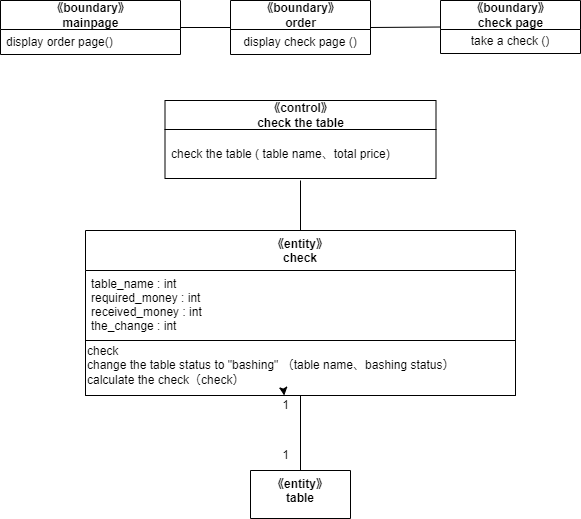 《boundary》
mainpage
display order page()
《boundary》
order
display check page ()
《boundary》
check page
take a check ()
《control》
check the table
check the table ( table name、total price)
《entity》
check
table_name : int
required_money : int
received_money : int
the_change : int
check
change the table status to "bashing" （table name、bashing status）
calculate the check（check）
1
1
《entity》
table